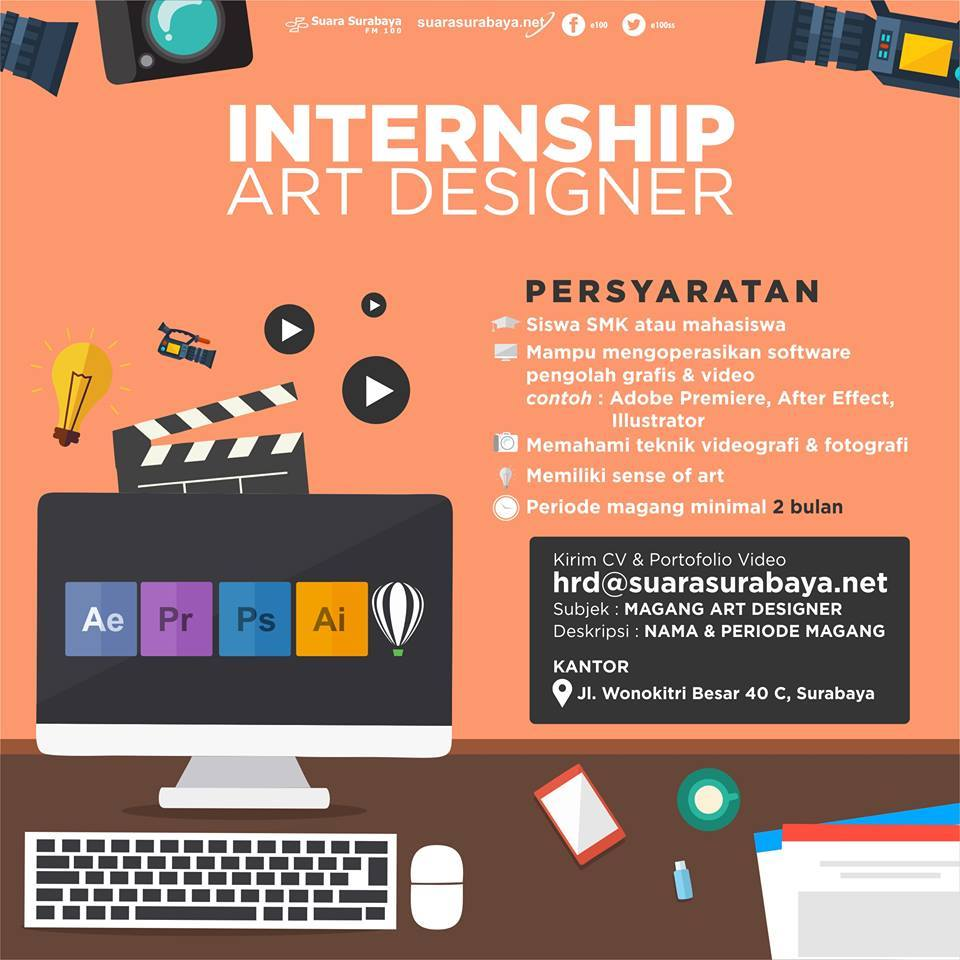 Suara Surabaya
FM 100
suarasurabaya.net
e100
e100ss
INTERNSHIP
ART DESIGNER
PERSYARATAN
Siswa SMK atau mahasiswa
Mampu mengoperasikan software
pengolah grafis & video
contoh : Adobe Premiere, After Effect,
Illustrator
Memahami teknik videografi & fotografi
Memiliki sense of art
Periode magang minimal 2 bulan
Ae Pr Ps Ai
Kirim CV & Portofolio Video
hrd@suarasurabaya.net
Subjek : MAGANG ART DESIGNER
Deskripsi : NAMA & PERIODE MAGANG
KANTOR
Jl. Wonokitri Besar 40 C, Surabaya